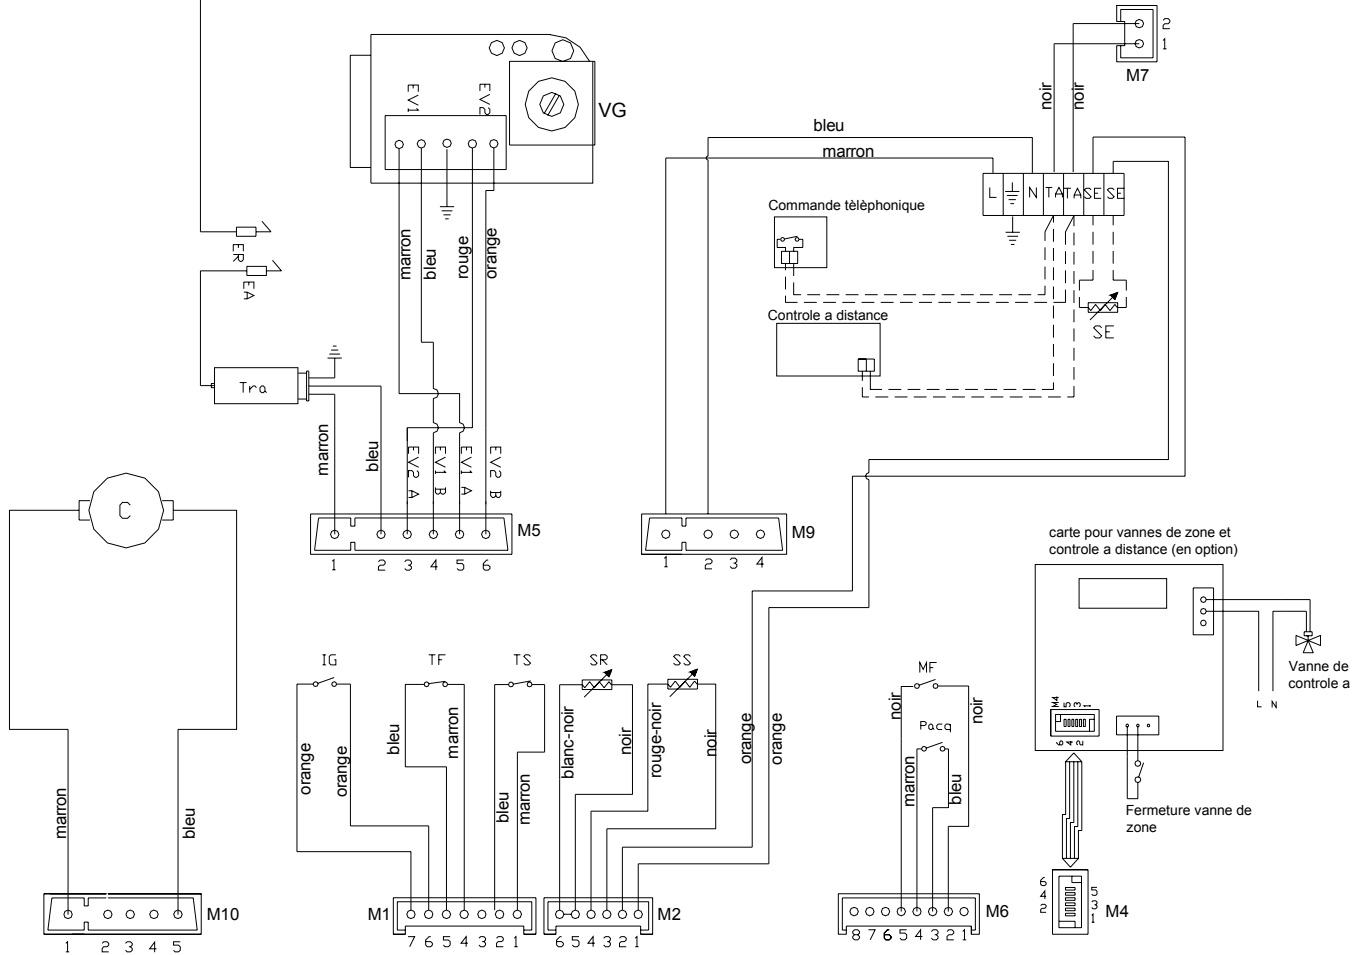 2
1
M7
noir
noir
EV1
EV2
VG
bleu
marron
L
N
TA
TA
SE
SE
Commande tèlèphonique
Controle a distance
SE
ER
EA
Tra
marron
bleu
rouge
orange
marron
bleu
EV2 A
EV1 B
EV1 A
EV2 B
M5
1 2 3 4 5 6
M9
1 2 3 4
C
marron
bleu
M10
1 2 3 4 5
carte pour vannes de zone et
controle a distance (en option)
Vanne de
controle a
L N
M4
5
3
1
6
4
2
Fermeture vanne de
zone
IG
TF
TS
SR
SS
orange
orange
bleu
marron
bleu
marron
blanc-noir
noir
rouge-noir
noir
orange
orange
M1
7 6 5 4 3 2 1
M2
6 5 4 3 2 1
MF
noir
noir
Pacq
marron
bleu
M6
8 7 6 5 4 3 2 1
6
4
2
5
3
1
M4